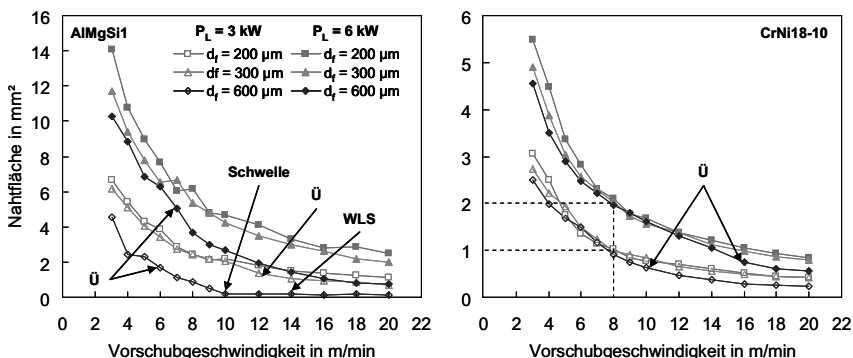 AlMgSi1
P_L = 3 kW
P_L = 6 kW
d_f = 200 µm
d_f = 200 µm
df = 300 µm
d_f = 300 µm
d_f = 600 µm
d_f = 600 µm
Schwelle
Ü
WLS
Ü
Nahtfläche in mm²
16
14
12
10
8
6
4
2
0
0 2 4 6 8 10 12 14 16 18 20 22
Vorschubgeschwindigkeit in m/min
CrNi18-10
Ü
6
5
4
3
2
1
0
0 2 4 6 8 10 12 14 16 18 20 22
Vorschubgeschwindigkeit in m/min